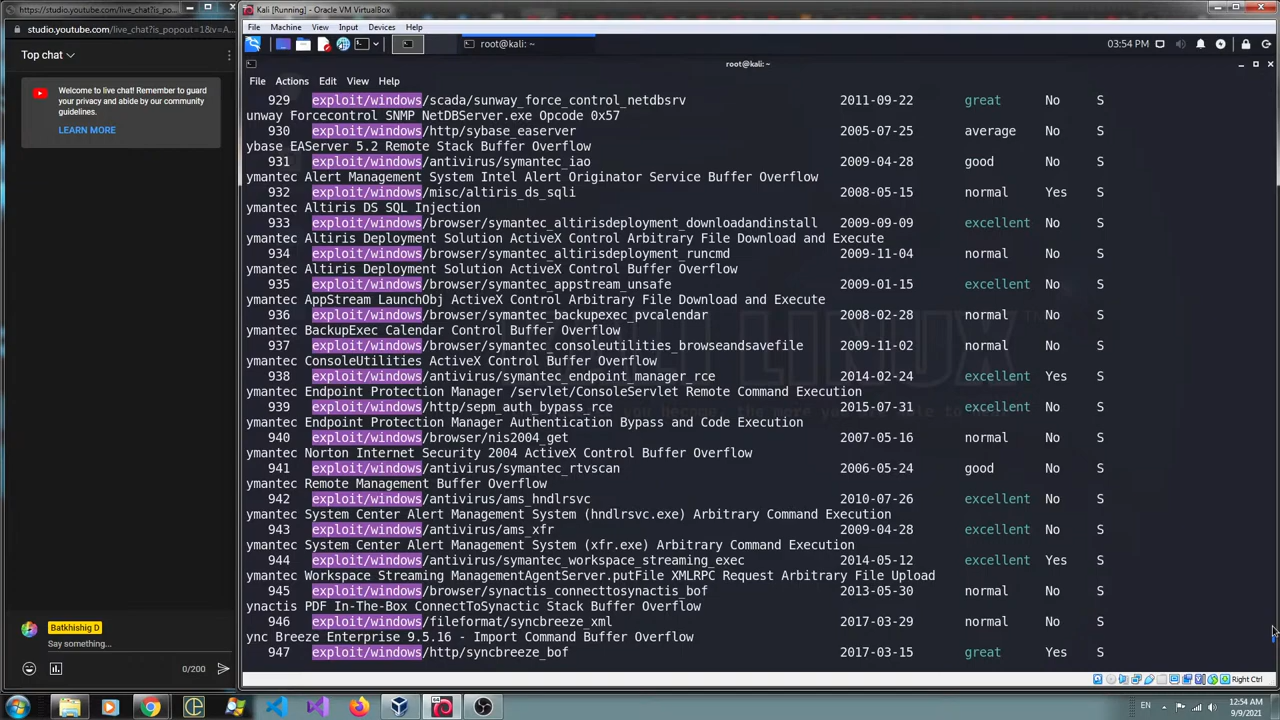 https://studio.youtube.com/live_chat?is_popout=1&v=A...
studio.youtube.com/live_chat?is_popout=1&v=A...
Top chat
Welcome to live chat! Remember to guard
your privacy and abide by our community
guidelines.
LEARN MORE
Batkhishig D
Say something...
0/200
Kali [Running] - Oracle VM VirtualBox
File Machine View Input Devices Help
root@kali: ~
03:54 PM
root@kali: ~
File Actions Edit View Help
929 exploit/windows/scada/sunway_force_control_netdbsrv 2011-09-22 great No S
unway Forcecontrol SNMP NetDBServer.exe Opcode 0x57
930 exploit/windows/http/sybase_easerver 2005-07-25 average No S
ybase EAServer 5.2 Remote Stack Buffer Overflow
931 exploit/windows/antivirus/symantec_iao 2009-04-28 good No S
ymantec Alert Management System Intel Alert Originator Service Buffer Overflow
932 exploit/windows/misc/altiris_ds_sqli 2008-05-15 normal Yes S
ymantec Altiris DS SQL Injection
933 exploit/windows/browser/symantec_altirisdeployment_downloadandinstall 2009-09-09 excellent No S
ymantec Altiris Deployment Solution ActiveX Control Arbitrary File Download and Execute
934 exploit/windows/browser/symantec_altirisdeployment_runcmd 2009-11-04 normal No S
ymantec Altiris Deployment Solution ActiveX Control Buffer Overflow
935 exploit/windows/browser/symantec_appstream_unsafe 2009-01-15 excellent No S
ymantec AppStream LaunchObj ActiveX Control Arbitrary File Download and Execute
936 exploit/windows/browser/symantec_backupexec_pvcalendar 2008-02-28 normal No S
ymantec BackupExec Calendar Control Buffer Overflow
937 exploit/windows/browser/symantec_consoleutilities_browseandsavefile 2009-11-02 normal No S
ymantec ConsoleUtilities ActiveX Control Buffer Overflow
938 exploit/windows/antivirus/symantec_endpoint_manager_rce 2014-02-24 excellent Yes S
ymantec Endpoint Protection Manager /servlet/ConsoleServlet Remote Command Execution
939 exploit/windows/http/sepm_auth_bypass_rce 2015-07-31 excellent No S
ymantec Endpoint Protection Manager Authentication Bypass and Code Execution
940 exploit/windows/browser/nis2004_get 2007-05-16 normal No S
ymantec Norton Internet Security 2004 ActiveX Control Buffer Overflow
941 exploit/windows/antivirus/symantec_rtvscan 2006-05-24 good No S
ymantec Remote Management Buffer Overflow
942 exploit/windows/antivirus/ams_hndlrsvc 2010-07-26 excellent No S
ymantec System Center Alert Management System (hndlrsvc.exe) Arbitrary Command Execution
943 exploit/windows/antivirus/ams_xfr 2009-04-28 excellent No S
ymantec System Center Alert Management System (xfr.exe) Arbitrary Command Execution
944 exploit/windows/antivirus/symantec_workspace_streaming_exec 2014-05-12 excellent Yes S
ymantec Workspace Streaming ManagementAgentServer.putFile XMLRPC Request Arbitrary File Upload
945 exploit/windows/browser/synactis_connecttosynactis_bof 2013-05-30 normal No S
ynactis PDF In-The-Box ConnectToSynactic Stack Buffer Overflow
946 exploit/windows/fileformat/syncbreeze_xml 2017-03-29 normal No S
ync Breeze Enterprise 9.5.16 - Import Command Buffer Overflow
947 exploit/windows/http/syncbreeze_bof 2017-03-15 great Yes S
Right Ctrl
EN
12:54 AM
9/9/2021